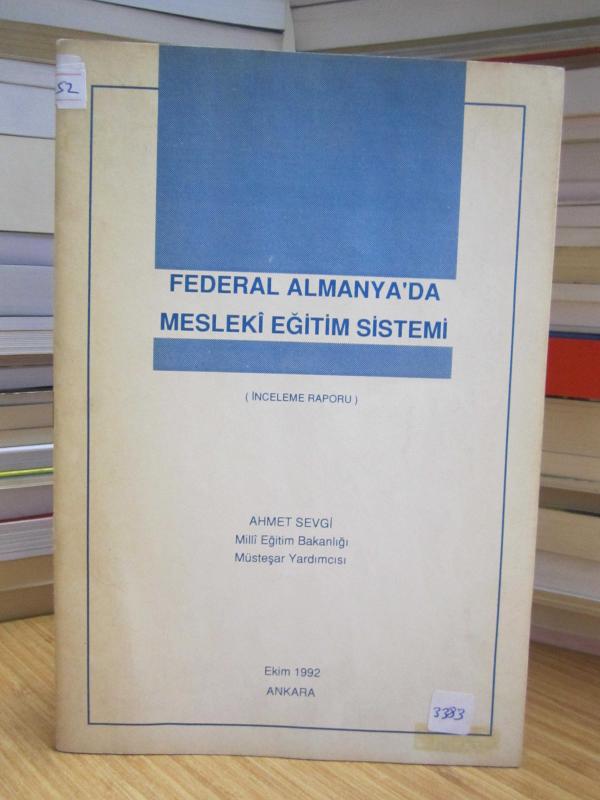 52
FEDERAL ALMANYA'DA
MESLEKÎ EĞİTİM SİSTEMİ
( İNCELEME RAPORU )
AHMET SEVGİ
Millî Eğitim Bakanlığı
Müsteşar Yardımcısı
Ekim 1992
ANKARA
3383